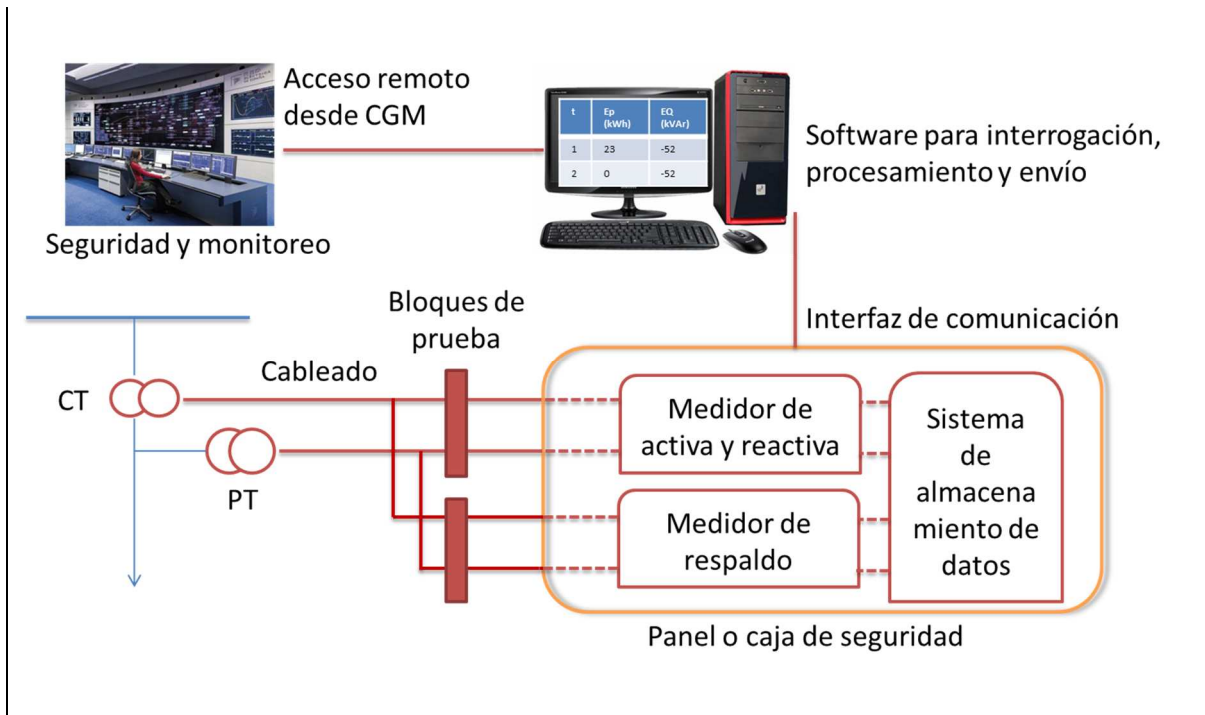 Acceso remoto
desde CGM
Seguridad y monitoreo
t Ep EQ
(kWh) (kVAr)
1 23 -52
2 0 -52
Software para interrogación,
procesamiento y envío
Interfaz de comunicación
Bloques de
prueba
Cableado
CT
PT
Medidor de
activa y reactiva
Medidor de
respaldo
Sistema
de
almacena
miento de
datos
Panel o caja de seguridad